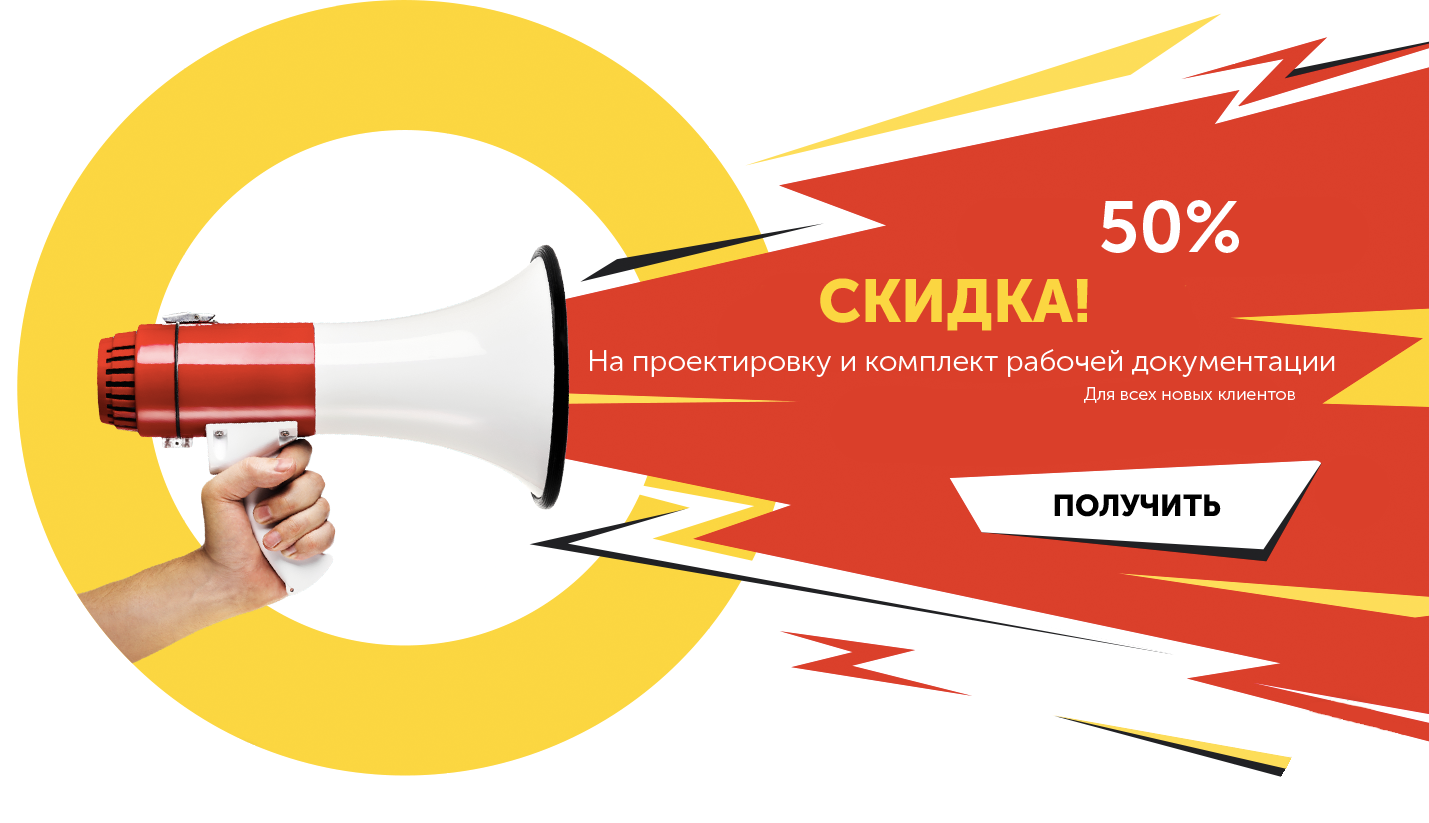 50%
СКИДКА!
На проектировку и комплект рабочей документации
Для всех новых клиентов
ПОЛУЧИТЬ